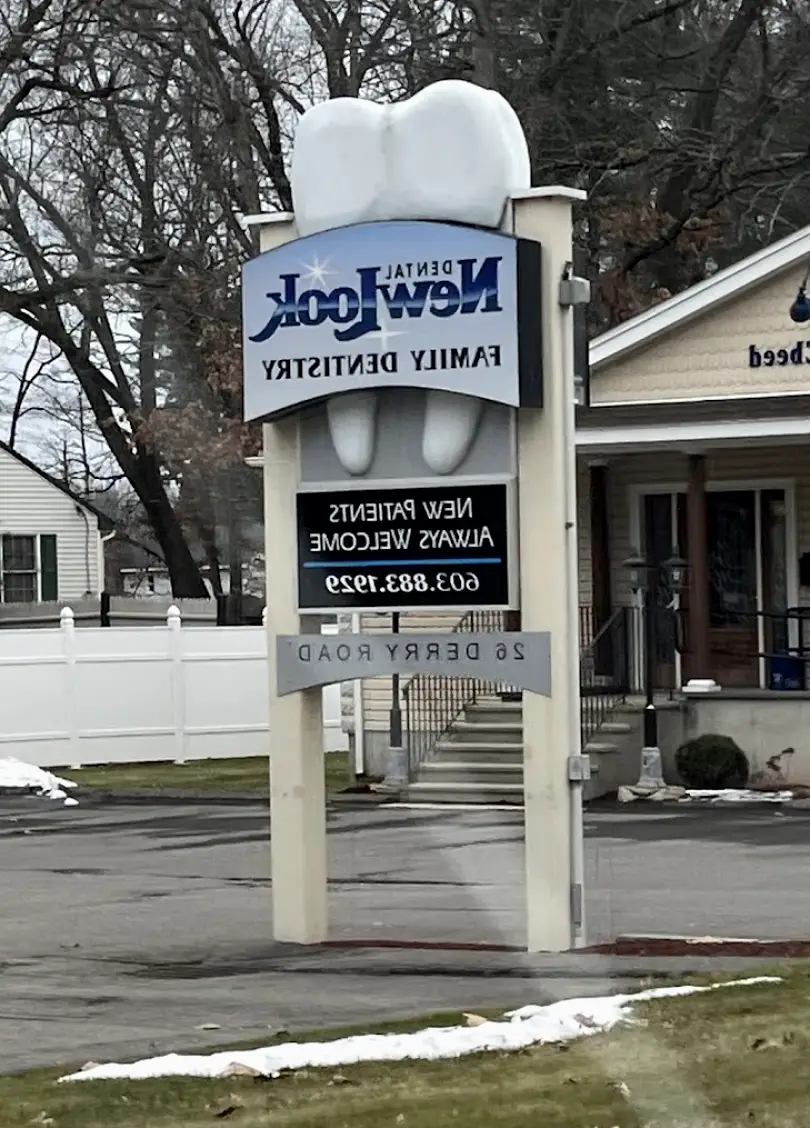 DENTAL
NewLook
FAMILY DENTISTRY
NEW PATIENTS
ALWAYS WELCOME
603.883.1929
26 DERRY ROAD